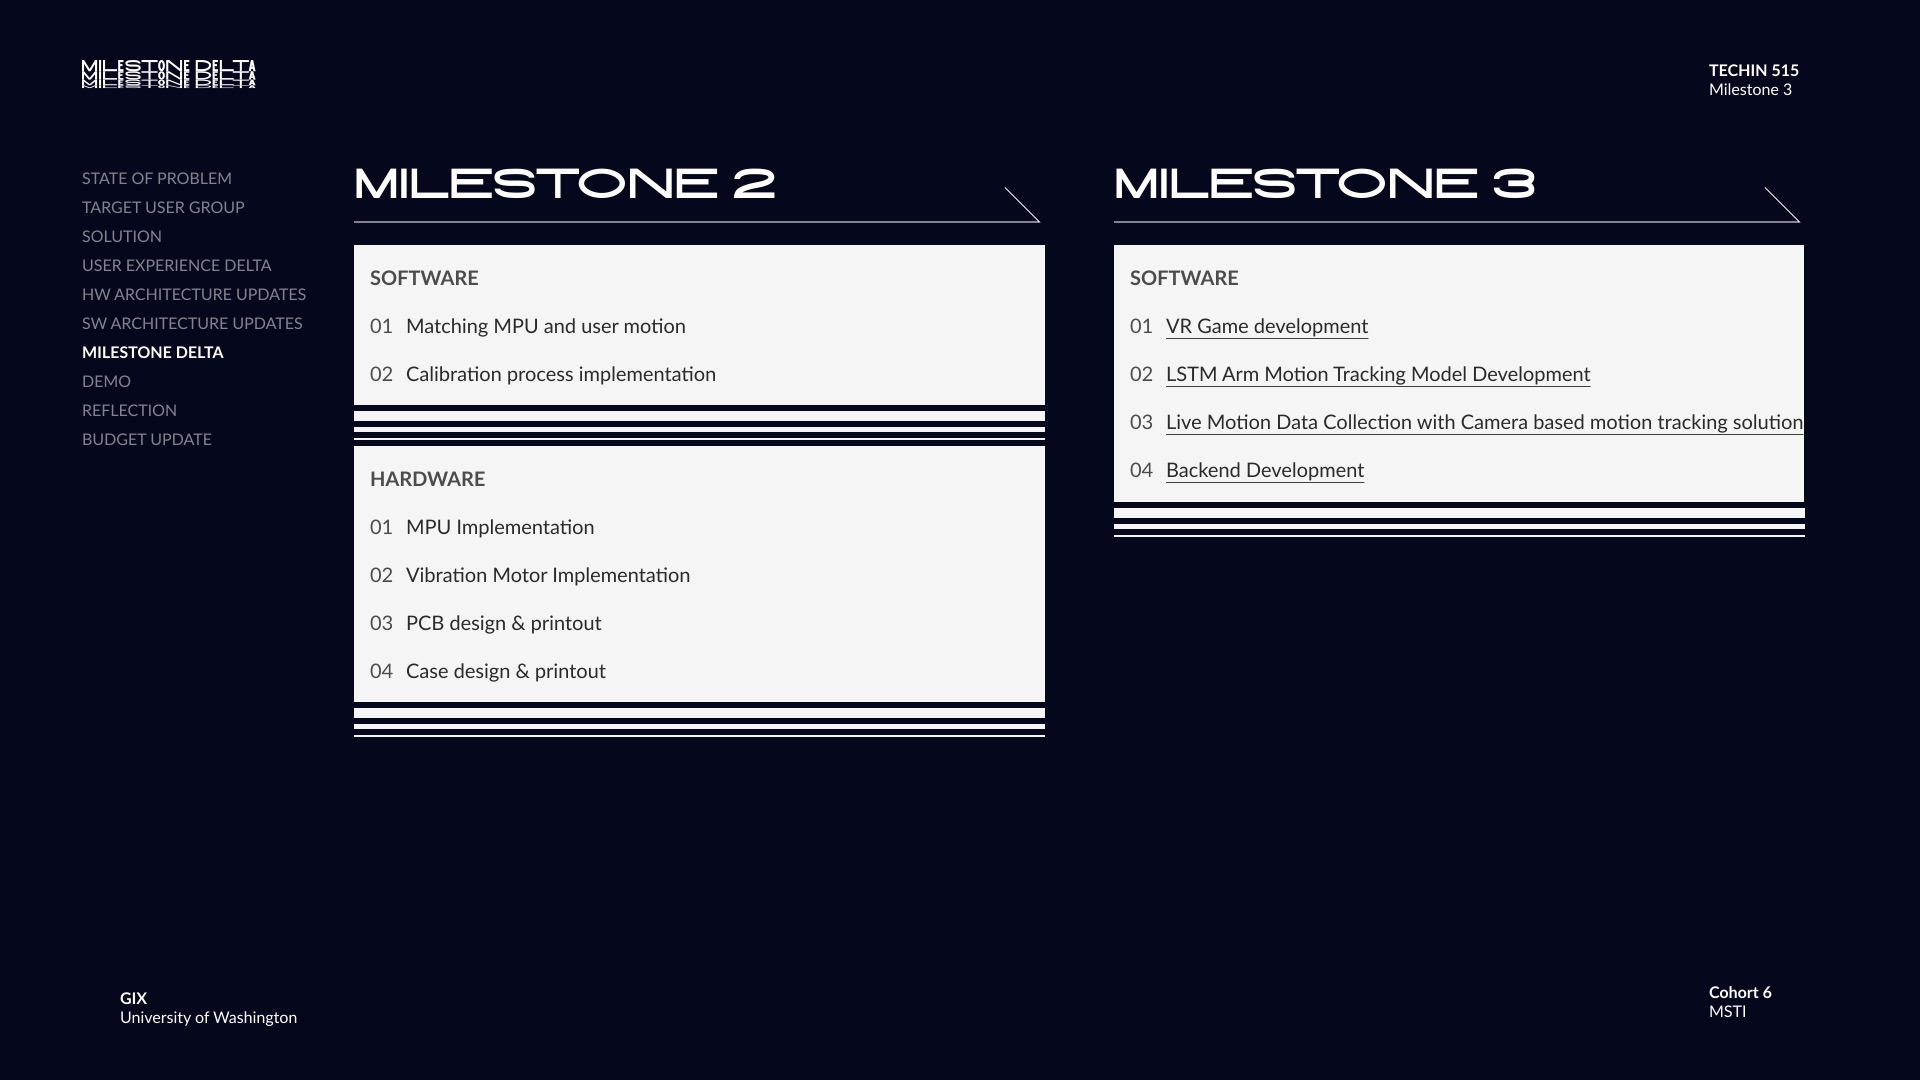 MILESTONE DELTA
TECHIN 515
Milestone 3
STATE OF PROBLEM
TARGET USER GROUP
SOLUTION
USER EXPERIENCE DELTA
HW ARCHITECTURE UPDATES
SW ARCHITECTURE UPDATES
MILESTONE DELTA
DEMO
REFLECTION
BUDGET UPDATE
MILESTONE 2
SOFTWARE
01 Matching MPU and user motion
02 Calibration process implementation
HARDWARE
01 MPU Implementation
02 Vibration Motor Implementation
03 PCB design & printout
04 Case design & printout
MILESTONE 3
SOFTWARE
01 VR Game development
02 LSTM Arm Motion Tracking Model Development
03 Live Motion Data Collection with Camera based motion tracking solution
04 Backend Development
GIX
University of Washington
Cohort 6
MSTI